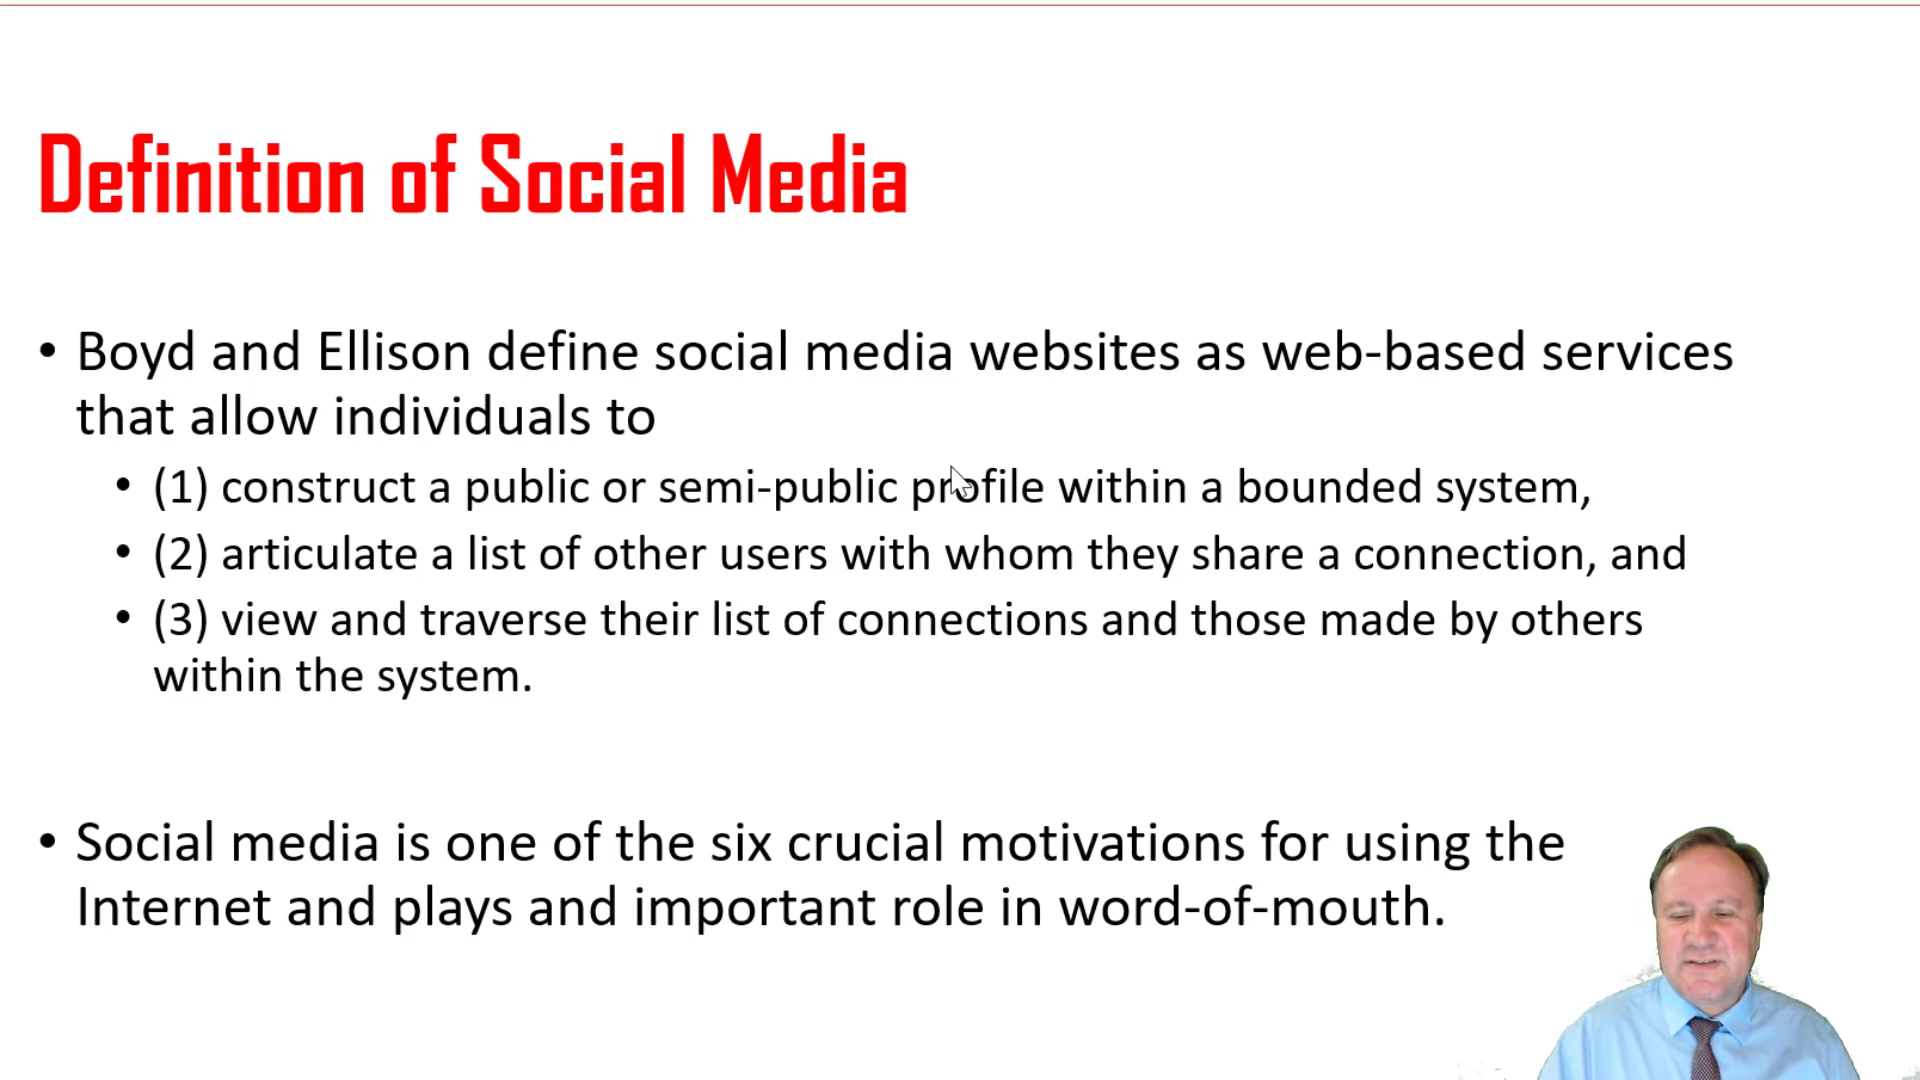 Definition of Social Media
• Boyd and Ellison define social media websites as web-based services
that allow individuals to
• (1) construct a public or semi-public profile within a bounded system,
• (2) articulate a list of other users with whom they share a connection, and
• (3) view and traverse their list of connections and those made by others
within the system.
• Social media is one of the six crucial motivations for using the
Internet and plays and important role in word-of-mouth.